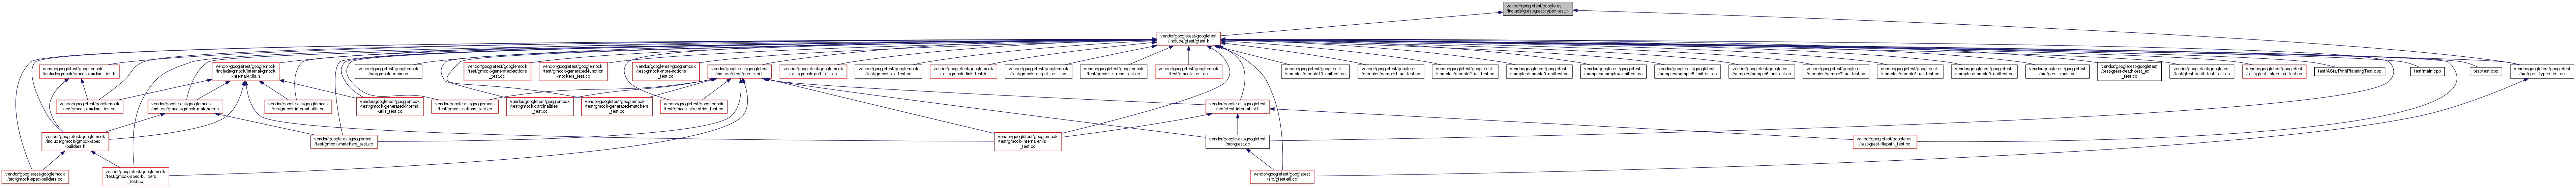 vendor/googletest/googletest
/include/gtest/gtest-typed-test.h
vendor/googletest/googletest
/include/gtest/gtest.h
vendor/googletest/googlemock
/include/gmock/gmock-cardinalities.h
vendor/googletest/googlemock
/include/gmock/internal/gmock
-internal-utils.h
vendor/googletest/googlemock
/src/gmock_main.cc
vendor/googletest/googlemock
/test/gmock-generated-actions
_test.cc
vendor/googletest/googlemock
/test/gmock-generated-function
-mockers_test.cc
vendor/googletest/googlemock
/test/gmock-more-actions
_test.cc
vendor/googletest/googletest
/include/gtest/gtest-spi.h
vendor/googletest/googlemock
/test/gmock-port_test.cc
vendor/googletest/googlemock
/test/gmock_ex_test.cc
vendor/googletest/googlemock
/test/gmock_link_test.h
vendor/googletest/googlemock
/test/gmock_output_test_.cc
vendor/googletest/googlemock
/test/gmock_stress_test.cc
vendor/googletest/googlemock
/test/gmock_test.cc
vendor/googletest/googletest
/samples/sample10_unittest.cc
vendor/googletest/googletest
/samples/sample1_unittest.cc
vendor/googletest/googletest
/samples/sample2_unittest.cc
vendor/googletest/googletest
/samples/sample3_unittest.cc
vendor/googletest/googletest
/samples/sample4_unittest.cc
vendor/googletest/googletest
/samples/sample5_unittest.cc
vendor/googletest/googletest
/samples/sample6_unittest.cc
vendor/googletest/googletest
/samples/sample7_unittest.cc
vendor/googletest/googletest
/samples/sample8_unittest.cc
vendor/googletest/googletest
/samples/sample9_unittest.cc
vendor/googletest/googletest
/src/gtest_main.cc
vendor/googletest/googletest
/test/gtest-death-test_ex
_test.cc
vendor/googletest/googletest
/test/gtest-death-test_test.cc
vendor/googletest/googletest
/test/gtest-linked_ptr_test.cc
test/AStarPathPlanningTest.cpp
test/main.cpp
test/test.cpp
vendor/googletest/googletest
/src/gtest-typed-test.cc
vendor/googletest/googlemock
/src/gmock-cardinalities.cc
vendor/googletest/googlemock
/include/gmock/gmock-matchers.h
vendor/googletest/googlemock
/src/gmock-internal-utils.cc
vendor/googletest/googlemock
/test/gmock-generated-internal
-utils_test.cc
vendor/googletest/googlemock
/test/gmock-actions_test.cc
vendor/googletest/googlemock
/test/gmock-cardinalities
_test.cc
vendor/googletest/googlemock
/test/gmock-generated-matchers
_test.cc
vendor/googletest/googlemock
/test/gmock-nice-strict_test.cc
vendor/googletest/googletest
/src/gtest-internal-inl.h
vendor/googletest/googlemock
/include/gmock/gmock-spec
-builders.h
vendor/googletest/googlemock
/test/gmock-matchers_test.cc
vendor/googletest/googlemock
/test/gmock-internal-utils
_test.cc
vendor/googletest/googletest
/src/gtest.cc
vendor/googletest/googletest
/test/gtest-filepath_test.cc
vendor/googletest/googlemock
/src/gmock-spec-builders.cc
vendor/googletest/googlemock
/test/gmock-spec-builders
_test.cc
vendor/googletest/googletest
/src/gtest-all.cc